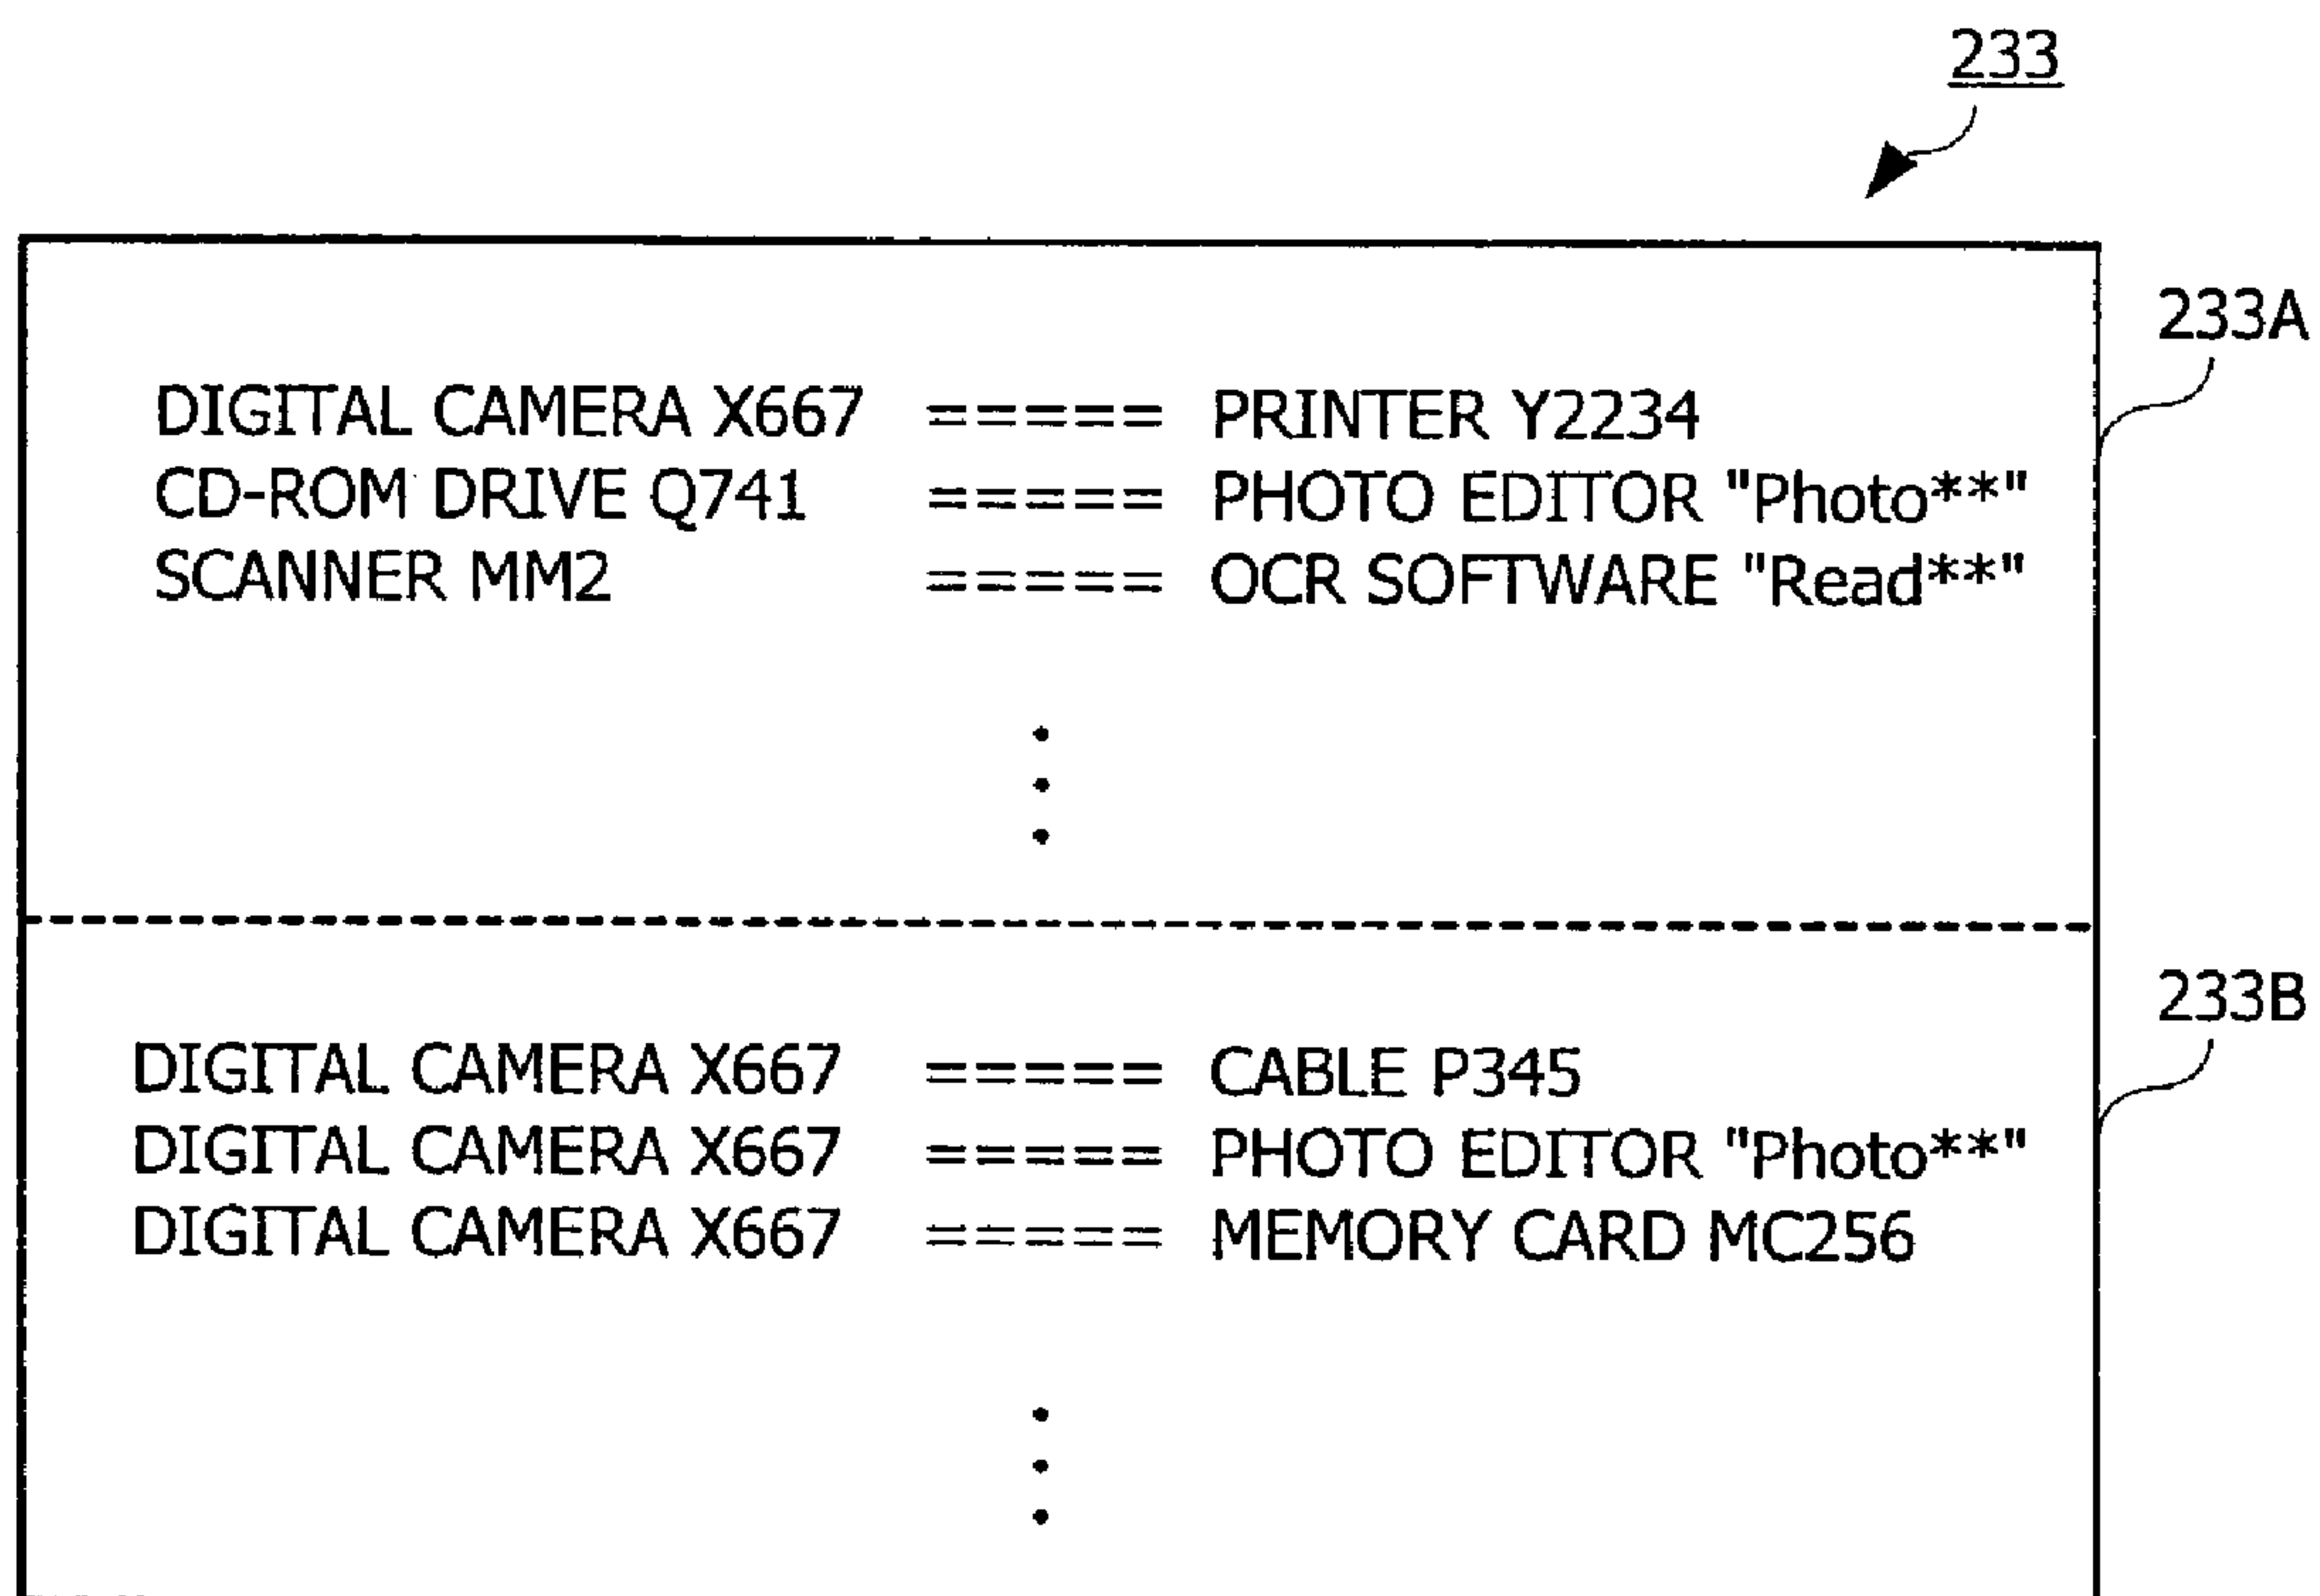 233
233A
DIGITAL CAMERA X667 ===== PRINTER Y2234
CD-ROM DRIVE Q741 ===== PHOTO EDITOR "Photo**"
SCANNER MM2 ===== OCR SOFTWARE "Read**"
233B
DIGITAL CAMERA X667 ===== CABLE P345
DIGITAL CAMERA X667 ===== PHOTO EDITOR "Photo**"
DIGITAL CAMERA X667 ===== MEMORY CARD MC256